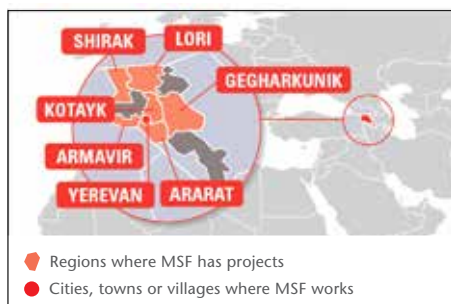 SHIRAK LORI
GEGHARKUNIK
KOTAYK
ARMAVIR
YEREVAN ARARAT
Regions where MSF has projects
Cities, towns or villages where MSF works